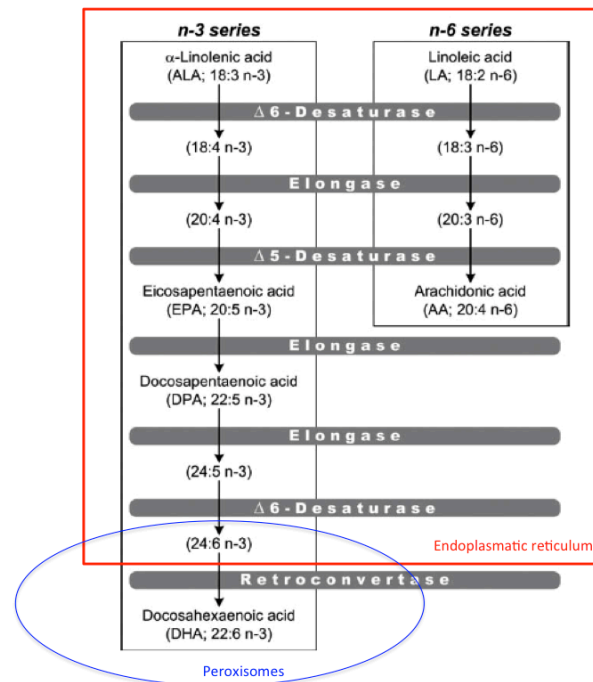 n-3 series
n-6 series
α-Linolenic acid
(ALA; 18:3 n-3)
Linoleic acid
(LA; 18:2 n-6)
Δ6-Desaturase
(18:4 n-3)
(18:3 n-6)
Elongase
(20:4 n-3)
(20:3 n-6)
Δ5-Desaturase
Eicosapentaenoic acid
(EPA; 20:5 n-3)
Arachidonic acid
(AA; 20:4 n-6)
Elongase
Docosapentaenoic acid
(DPA; 22:5 n-3)
Elongase
(24:5 n-3)
Δ6-Desaturase
(24:6 n-3)
Endoplasmatic reticulum
Retroconvertase
Docosahexaenoic acid
(DHA; 22:6 n-3)
Peroxisomes